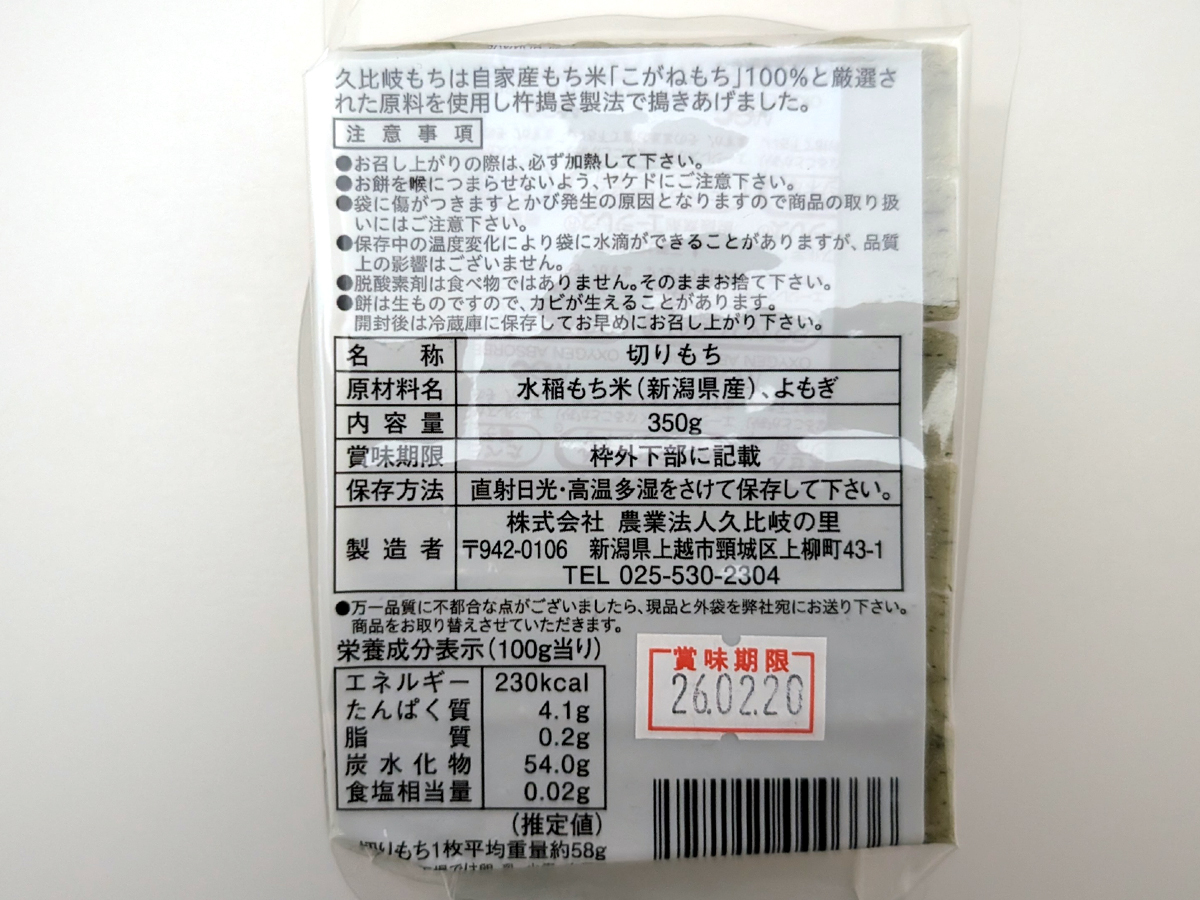 久比岐もちは自家産もち米「こがねもち」100%と厳選さ
れた原料を使用し杵搗き製法で搗きあげました。
注意事項
●お召し上がりの際は、必ず加熱して下さい。
●お餅を喉につまらせないよう、ヤケドにご注意下さい。
●袋に傷がつきますとかび発生の原因となりますので商品の取り扱
いにはご注意下さい。
●保存中の温度変化により袋に水滴ができることがありますが、品質
上の影響はございません。
●脱酸素剤は食べ物ではありません。そのままお捨て下さい。
●餅は生ものですので、カビが生えることがあります。
開封後は冷蔵庫に保存してお早めにお召し上がり下さい。
名称 切りもち
原材料名 水稲もち米(新潟県産)、よもぎ
内容量 350g
賞味期限 枠外下部に記載
保存方法 直射日光・高温多湿をさけて保存して下さい。
製造者 株式会社 農業法人久比岐の里
〒942-0106 新潟県上越市頸城区上柳町43-1
TEL 025-530-2304
●万一品質に不都合な点がございましたら、現品と外袋を弊社宛にお送り下さい。
商品をお取り替えさせていただきます。
栄養成分表示(100g当り)
エネルギー 230kcal
たんぱく質 4.1g
脂質 0.2g
炭水化物 54.0g
食塩相当量 0.02g
(推定値)
切りもち1枚平均重量約58g
賞味期限
26.02.20